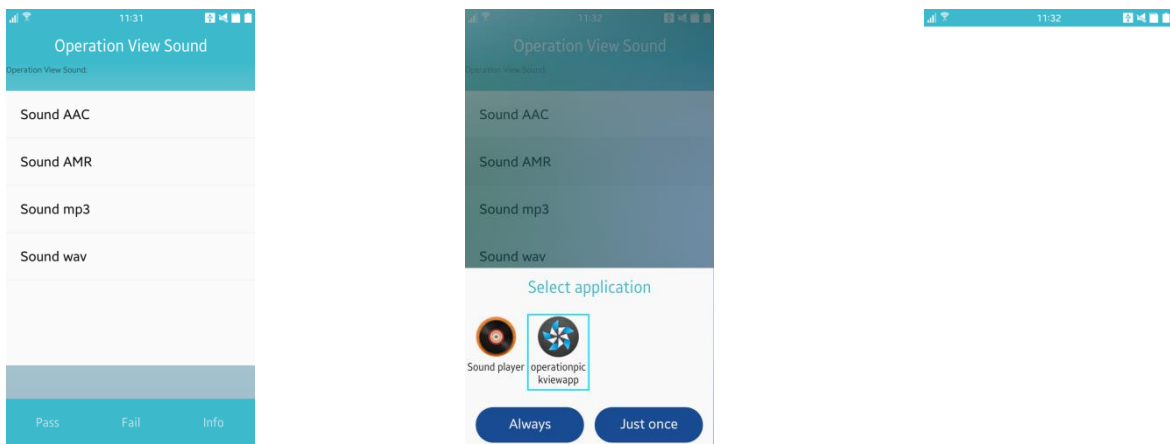 11:31
Operation View Sound
Operation View Sound:
Sound AAC
Sound AMR
Sound mp3
Sound wav
Pass Fail Info
11:32
Operation View Sound
Operation View Sound:
Sound AAC
Sound AMR
Sound mp3
Sound wav
Select application
Sound player
operationpic
kviewapp
Always Just once
11:32